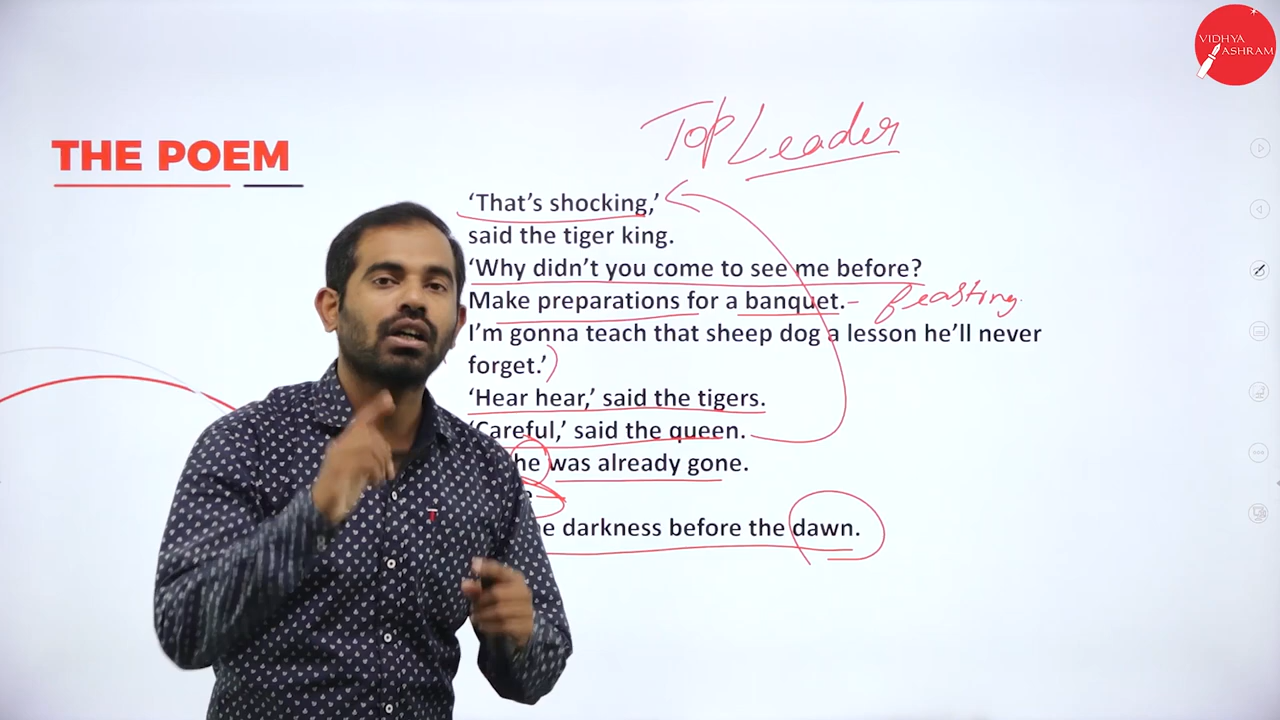 VIDHYA
ASHRAM
Top Leader
THE POEM
‘That’s shocking,’
said the tiger king.
‘Why didn’t you come to see me before?
Make preparations for a banquet. - feasting.
I’m gonna teach that sheep dog a lesson he’ll never
forget.’)
‘Hear hear,’ said the tigers.
‘Careful,’ said the queen.
he was already gone.
darkness before the dawn.